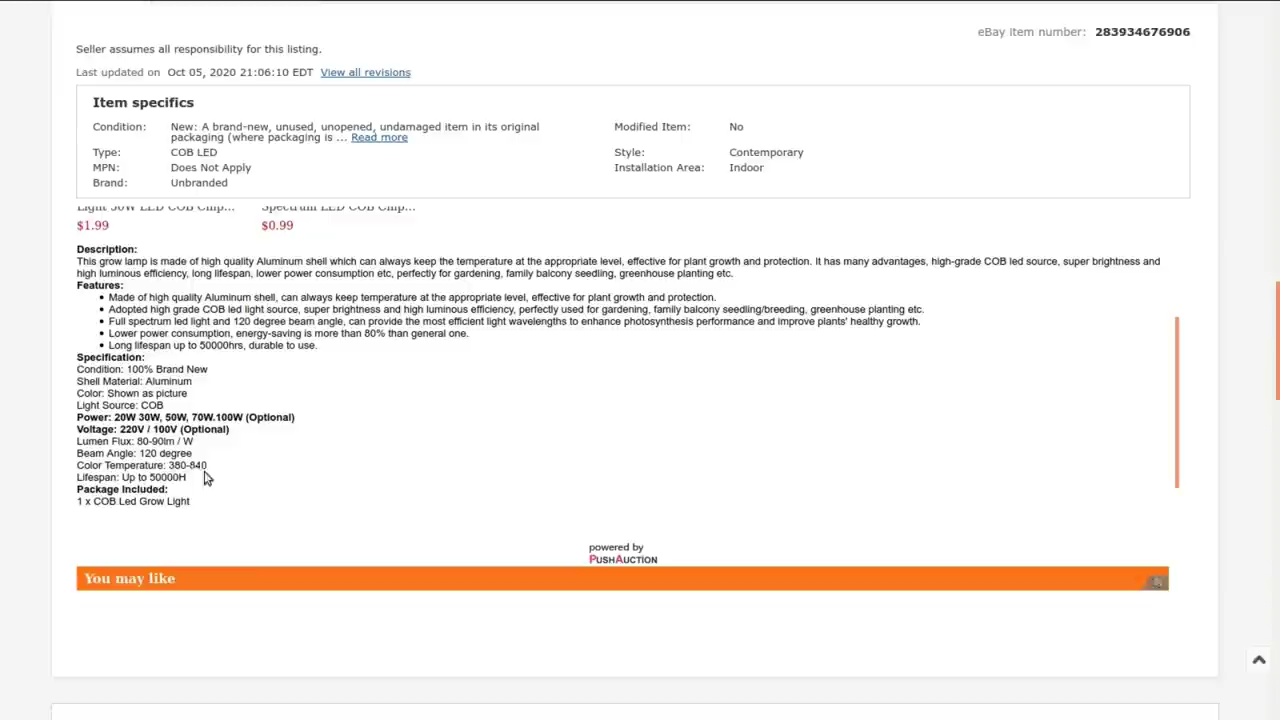 eBay item number: 283934676906
Seller assumes all responsibility for this listing.
Last updated on Oct 05, 2020 21:06:10 EDT View all revisions
Item specifics
Condition: New: A brand-new, unused, unopened, undamaged item in its original packaging (where packaging is ... Read more
Modified Item: No
Type: COB LED
Style: Contemporary
MPN: Does Not Apply
Installation Area: Indoor
Brand: Unbranded
Light 50W LED COB Chip... Spectrum LED COB Chip...
$1.99 $0.99
Description:
This grow lamp is made of high quality Aluminum shell which can always keep the temperature at the appropriate level, effective for plant growth and protection. It has many advantages, high-grade COB led source, super brightness and
high luminous efficiency, long lifespan, lower power consumption etc, perfectly for gardening, family balcony seedling, greenhouse planting etc.
Features:
• Made of high quality Aluminum shell, can always keep temperature at the appropriate level, effective for plant growth and protection.
• Adopted high grade COB led light source, super brightness and high luminous efficiency, perfectly used for gardening, family balcony seedling/breeding, greenhouse planting etc.
• Full spectrum led light and 120 degree beam angle, can provide the most efficient light wavelengths to enhance photosynthesis performance and improve plants' healthy growth.
• Lower power consumption, energy-saving is more than 80% than general one.
• Long lifespan up to 50000hrs, durable to use.
Specification:
Condition: 100% Brand New
Shell Material: Aluminum
Color: Shown as picture
Light Source: COB
Power: 20W 30W, 50W, 70W.100W (Optional)
Voltage: 220V / 100V (Optional)
Lumen Flux: 80-90lm / W
Beam Angle: 120 degree
Color Temperature: 380-840
Lifespan: Up to 50000H
Package Included:
1 x COB Led Grow Light
powered by
PUSHAUCTION
You may like